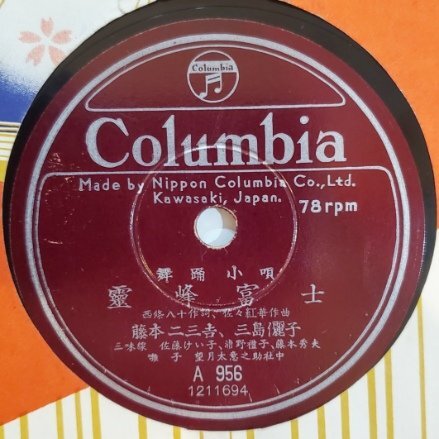 Columbia
Columbia
Made by Nippon Columbia Co., Ltd.
Kawasaki, Japan.
78 rpm
舞踊小唄
靈峰富士
西條八十作詞、佐々紅華作曲
藤本二三吉、三島儷子
三味線 佐藤けい子、浩野禮子、藤本秀夫
囃子 望月太意之助社中
A 956
1211694